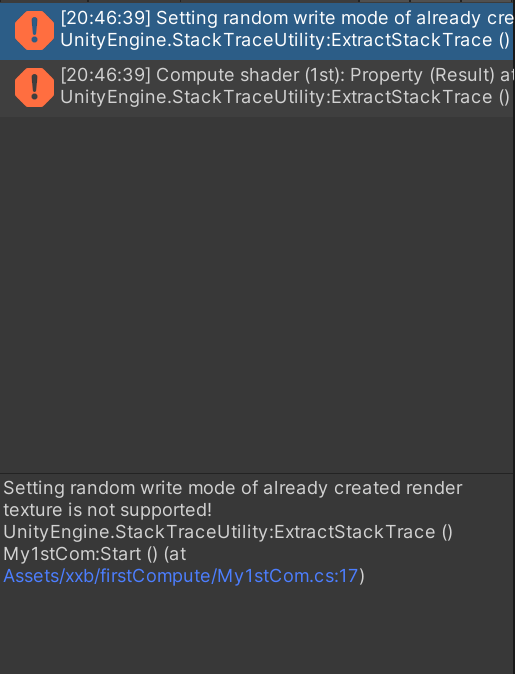 [20:46:39] Setting random write mode of already cre
UnityEngine.StackTraceUtility:ExtractStackTrace ()
[20:46:39] Compute shader (1st): Property (Result) at
UnityEngine.StackTraceUtility:ExtractStackTrace ()
Setting random write mode of already created render
texture is not supported!
UnityEngine.StackTraceUtility:ExtractStackTrace ()
My1stCom:Start () (at
Assets/xxb/firstCompute/My1stCom.cs:17)